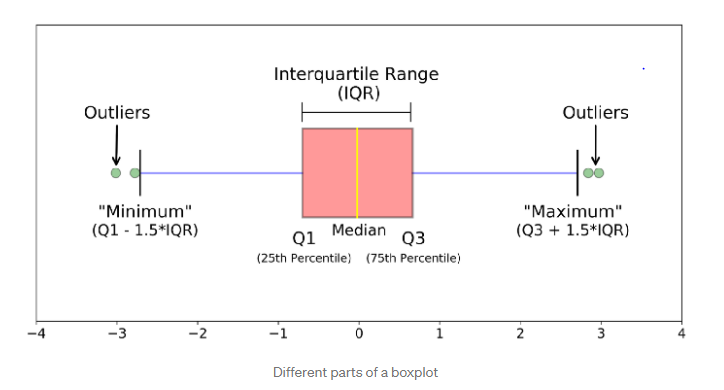 Interquartile Range
(IQR)
Outliers
Outliers
"Minimum"
(Q1 - 1.5*IQR)
"Maximum"
(Q3 + 1.5*IQR)
Q1
Median
Q3
(25th Percentile)
(75th Percentile)
−4 −3 −2 −1 0 1 2 3 4
Different parts of a boxplot